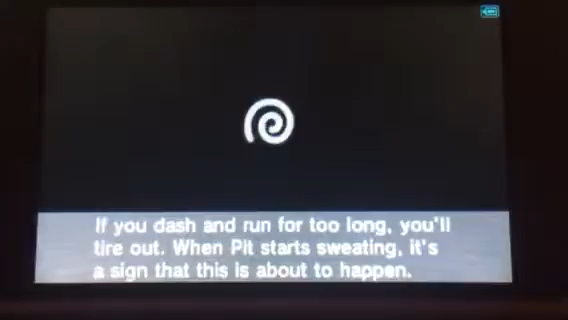 If you dash and run for too long, you'll
tire out. When Pit starts sweating, it's
a sign that this is about to happen.